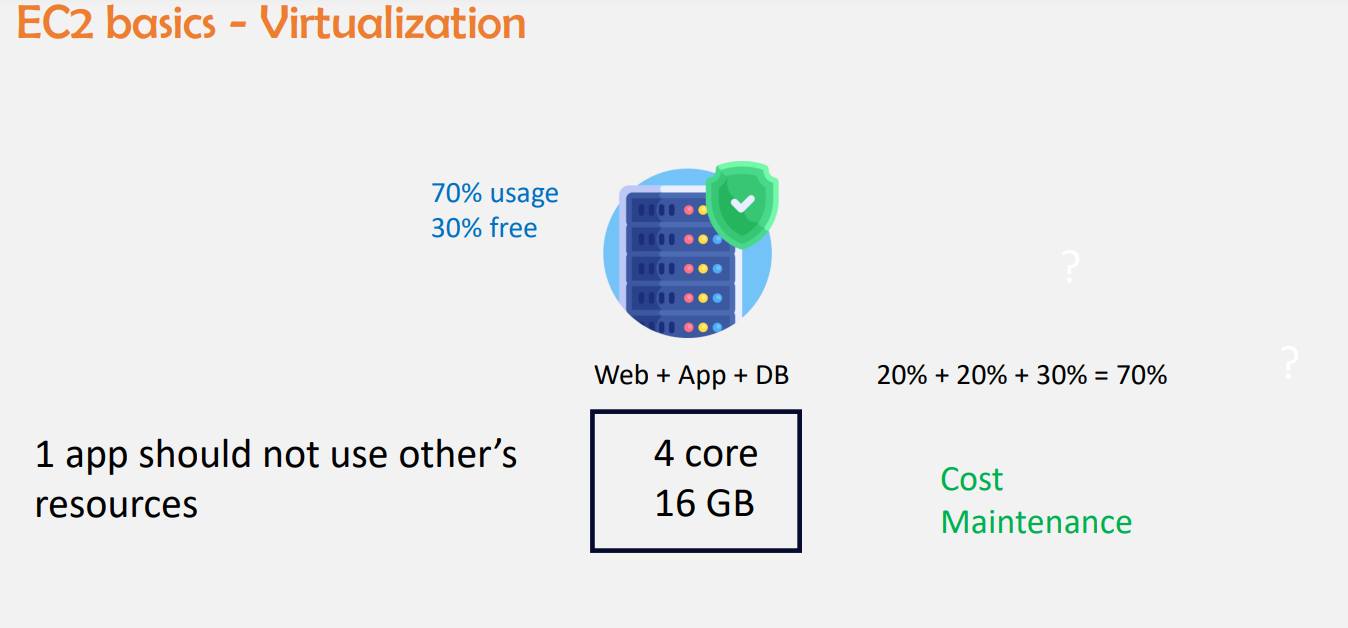 EC2 basics - Virtualization
70% usage
30% free
?
?
Web + App + DB
20% + 20% + 30% = 70%
1 app should not use other’s
resources
4 core
16 GB
Cost
Maintenance